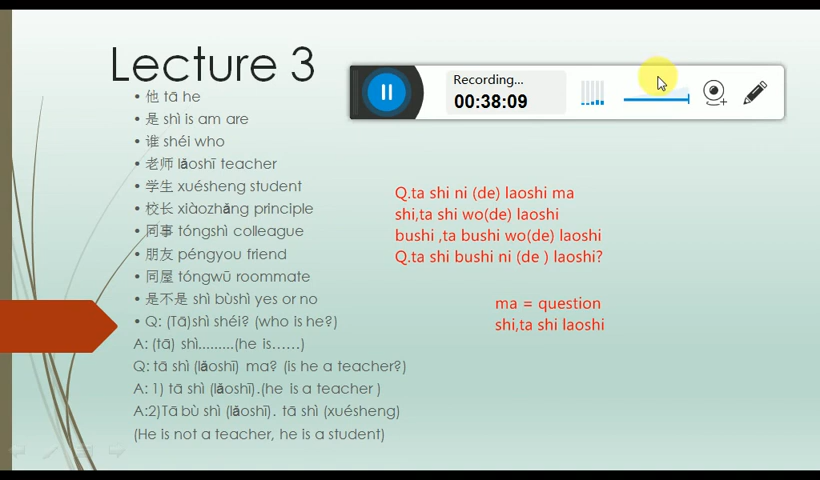 Lecture 3
Recording...
00:38:09
• 他 tā he
• 是 shì is am are
• 谁 shéi who
• 老师 lǎoshī teacher
• 学生 xuésheng student
• 校长 xiàozhǎng principle
• 同事 tóngshì colleague
• 朋友 péngyou friend
• 同屋 tóngwū roommate
• 是不是 shì bùshì yes or no
• Q: (Tā)shì shéi? (who is he?)
A: (tā) shì.........(he is……)
Q: tā shì (lǎoshī) ma? (is he a teacher?)
A: 1) tā shì (lǎoshī).(he is a teacher )
A:2)Tā bù shì (lǎoshī). tā shì (xuésheng)
(He is not a teacher, he is a student)
Q.ta shi ni (de) laoshi ma
shi,ta shi wo(de) laoshi
bushi ,ta bushi wo(de) laoshi
Q.ta shi bushi ni (de ) laoshi?
ma = question
shi,ta shi laoshi